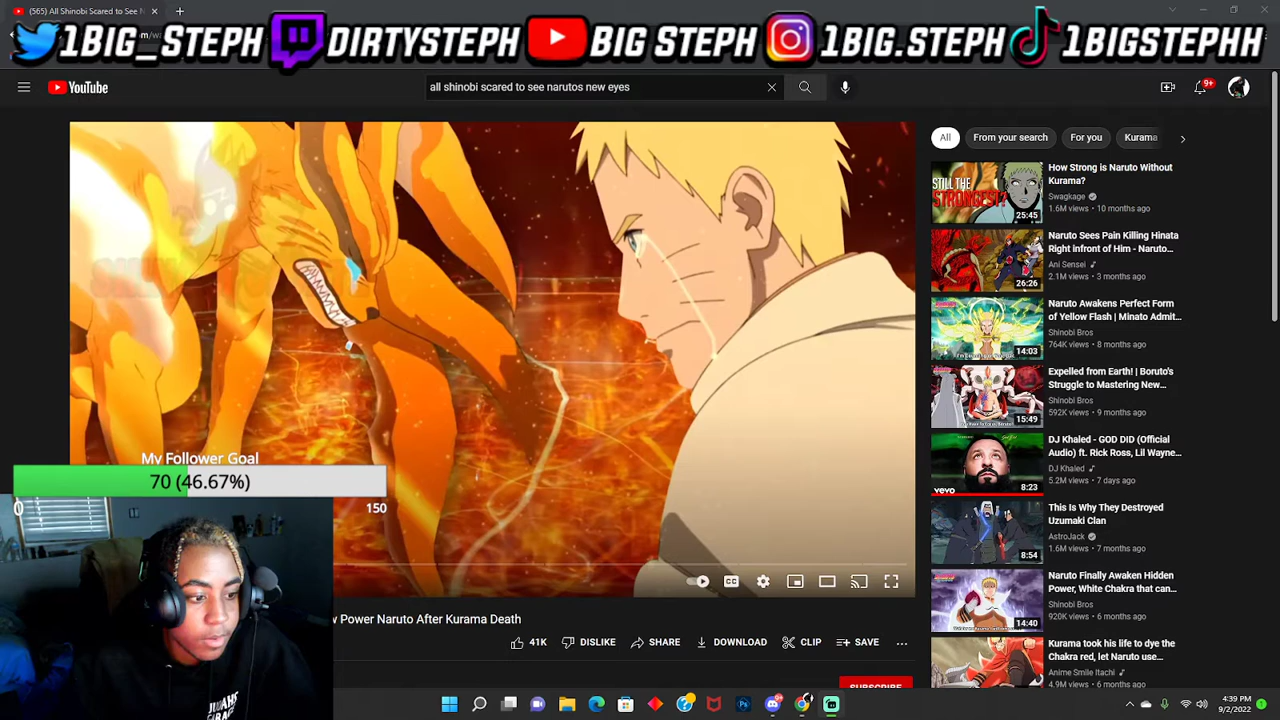 (565) All Shinobi Scared to See N
1BIG_STEPH DIRTYSTEPH BIG STEPH 1BIG.STEPH 1BIGSTEPHH
YouTube
all shinobi scared to see narutos new eyes
9+
All
From your search
For you
Kurama
How Strong is Naruto Without
Kurama?
Swagkage
1.6M views • 10 months ago
STILL THE
STRONGEST?
25:45
Naruto Sees Pain Killing Hinata
Right infront of Him - Naruto...
Ani Sensei
2.1M views • 3 months ago
26:26
Naruto Awakens Perfect Form
of Yellow Flash | Minato Admit...
Shinobi Bros
764K views • 8 months ago
14:03
Expelled from Earth! | Boruto's
Struggle to Mastering New...
Shinobi Bros
592K views • 9 months ago
15:49
DJ Khaled - GOD DID (Official
Audio) ft. Rick Ross, Lil Wayne...
DJ Khaled
5.2M views • 7 days ago
vevo
8:23
This Is Why They Destroyed
Uzumaki Clan
AstroJack
1.6M views • 7 months ago
8:54
Naruto Finally Awaken Hidden
Power, White Chakra that can...
Shinobi Bros
920K views • 6 months ago
14:40
Kurama took his life to dye the
Chakra red, let Naruto use...
Anime Smile Itachi
4.9M views • 6 months ago
My Follower Goal
70 (46.67%)
0
150
CC
w Power Naruto After Kurama Death
41K
DISLIKE
SHARE
DOWNLOAD
CLIP
SAVE
SUBSCRIBE
4:39 PM
9/2/2022